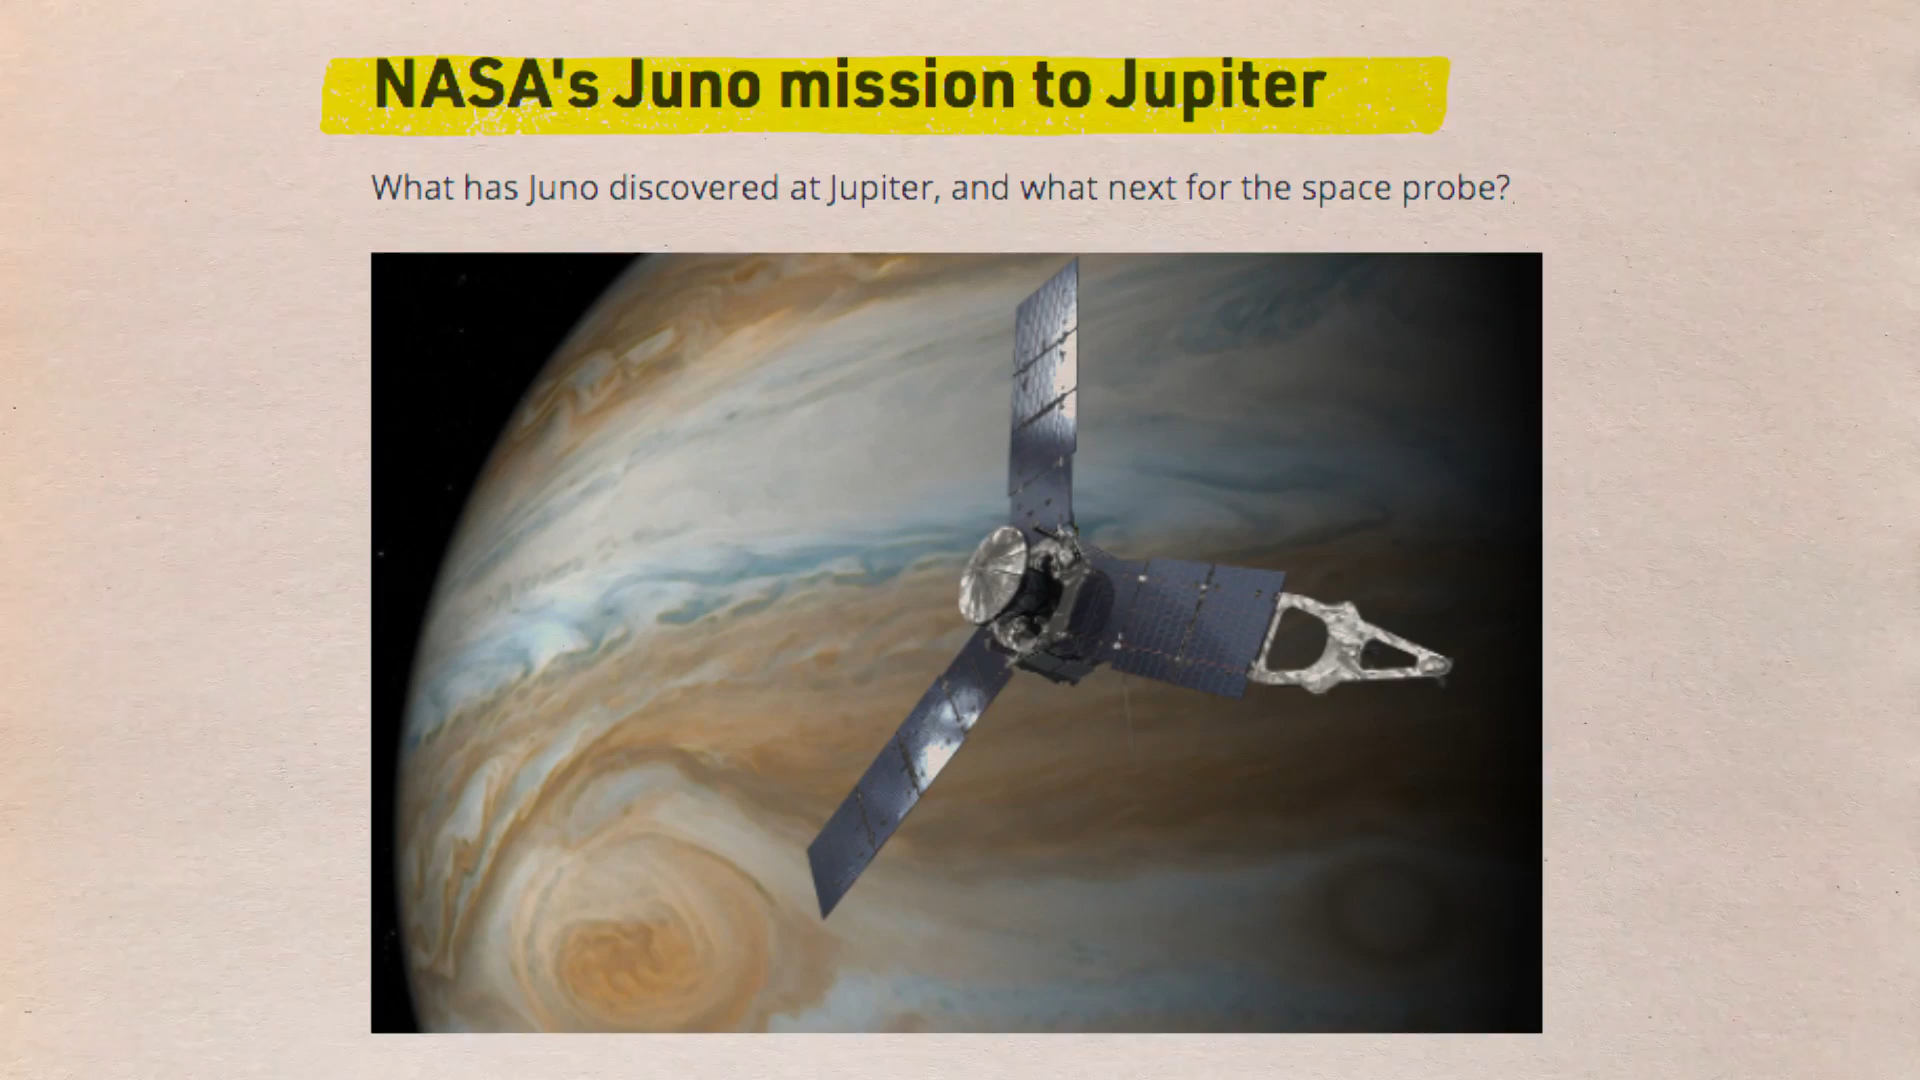 NASA's Juno mission to Jupiter
What has Juno discovered at Jupiter, and what next for the space probe?